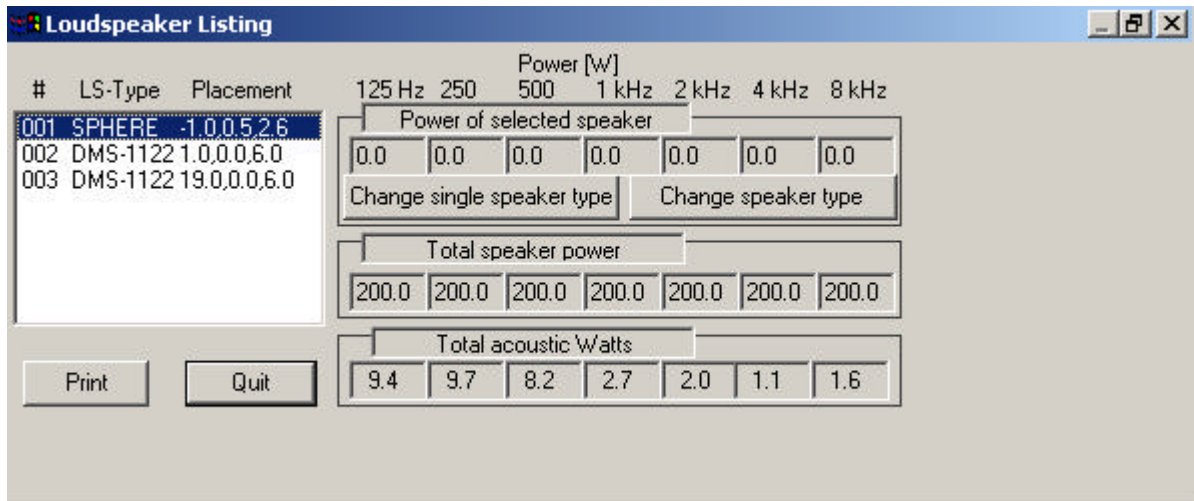 Loudspeaker Listing
Power [W]
# LS-Type Placement 125 Hz 250 500 1 kHz 2 kHz 4 kHz 8 kHz
001 SPHERE -1.0,0.5,2.6
002 DMS-1122 1.0,0.0,6.0
003 DMS-1122 19.0,0.0,6.0
Power of selected speaker
0.0 0.0 0.0 0.0 0.0 0.0 0.0
Change single speaker type Change speaker type
Total speaker power
200.0 200.0 200.0 200.0 200.0 200.0 200.0
Total acoustic Watts
9.4 9.7 8.2 2.7 2.0 1.1 1.6
Print Quit